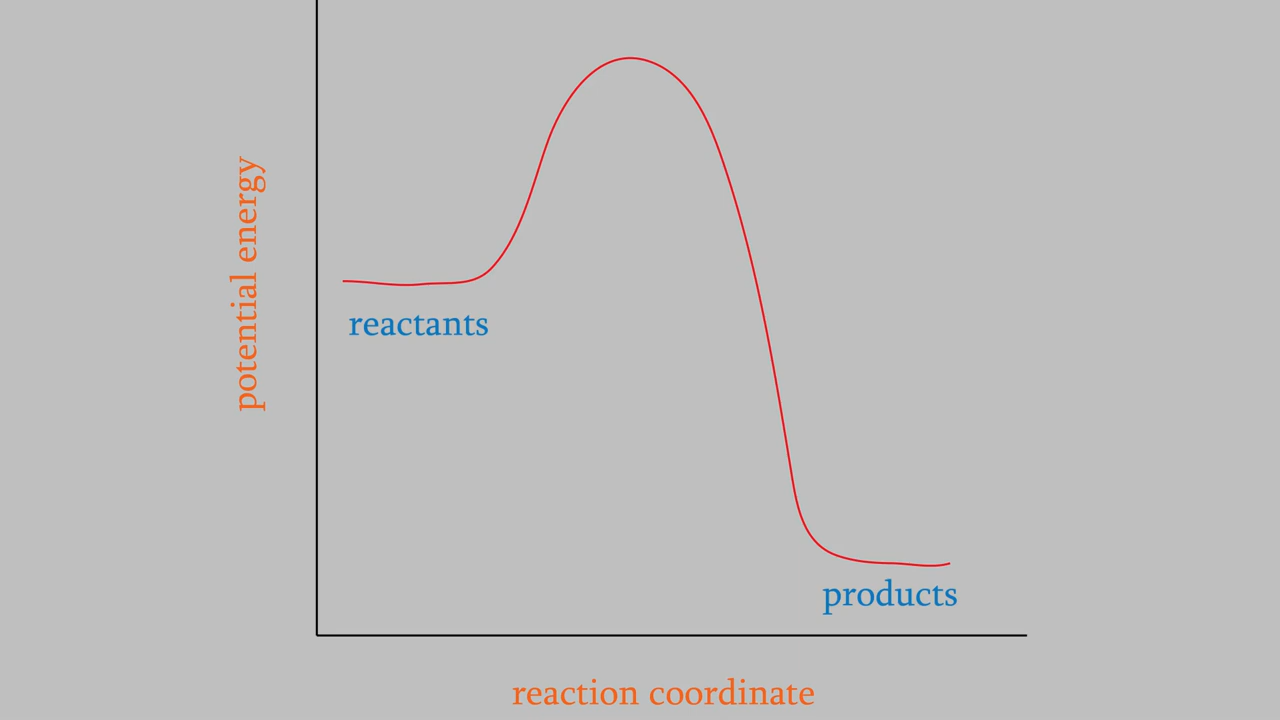 potential energy
reactants
products
reaction coordinate